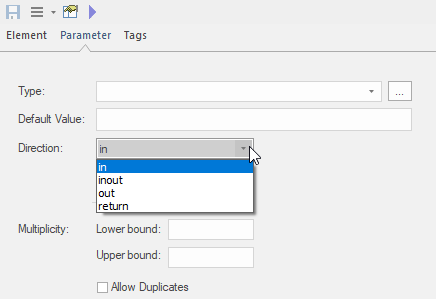 Element Parameter Tags
Type: ...
Default Value:
Direction: in
in
inout
out
return
Multiplicity: Lower bound:
Upper bound:
Allow Duplicates